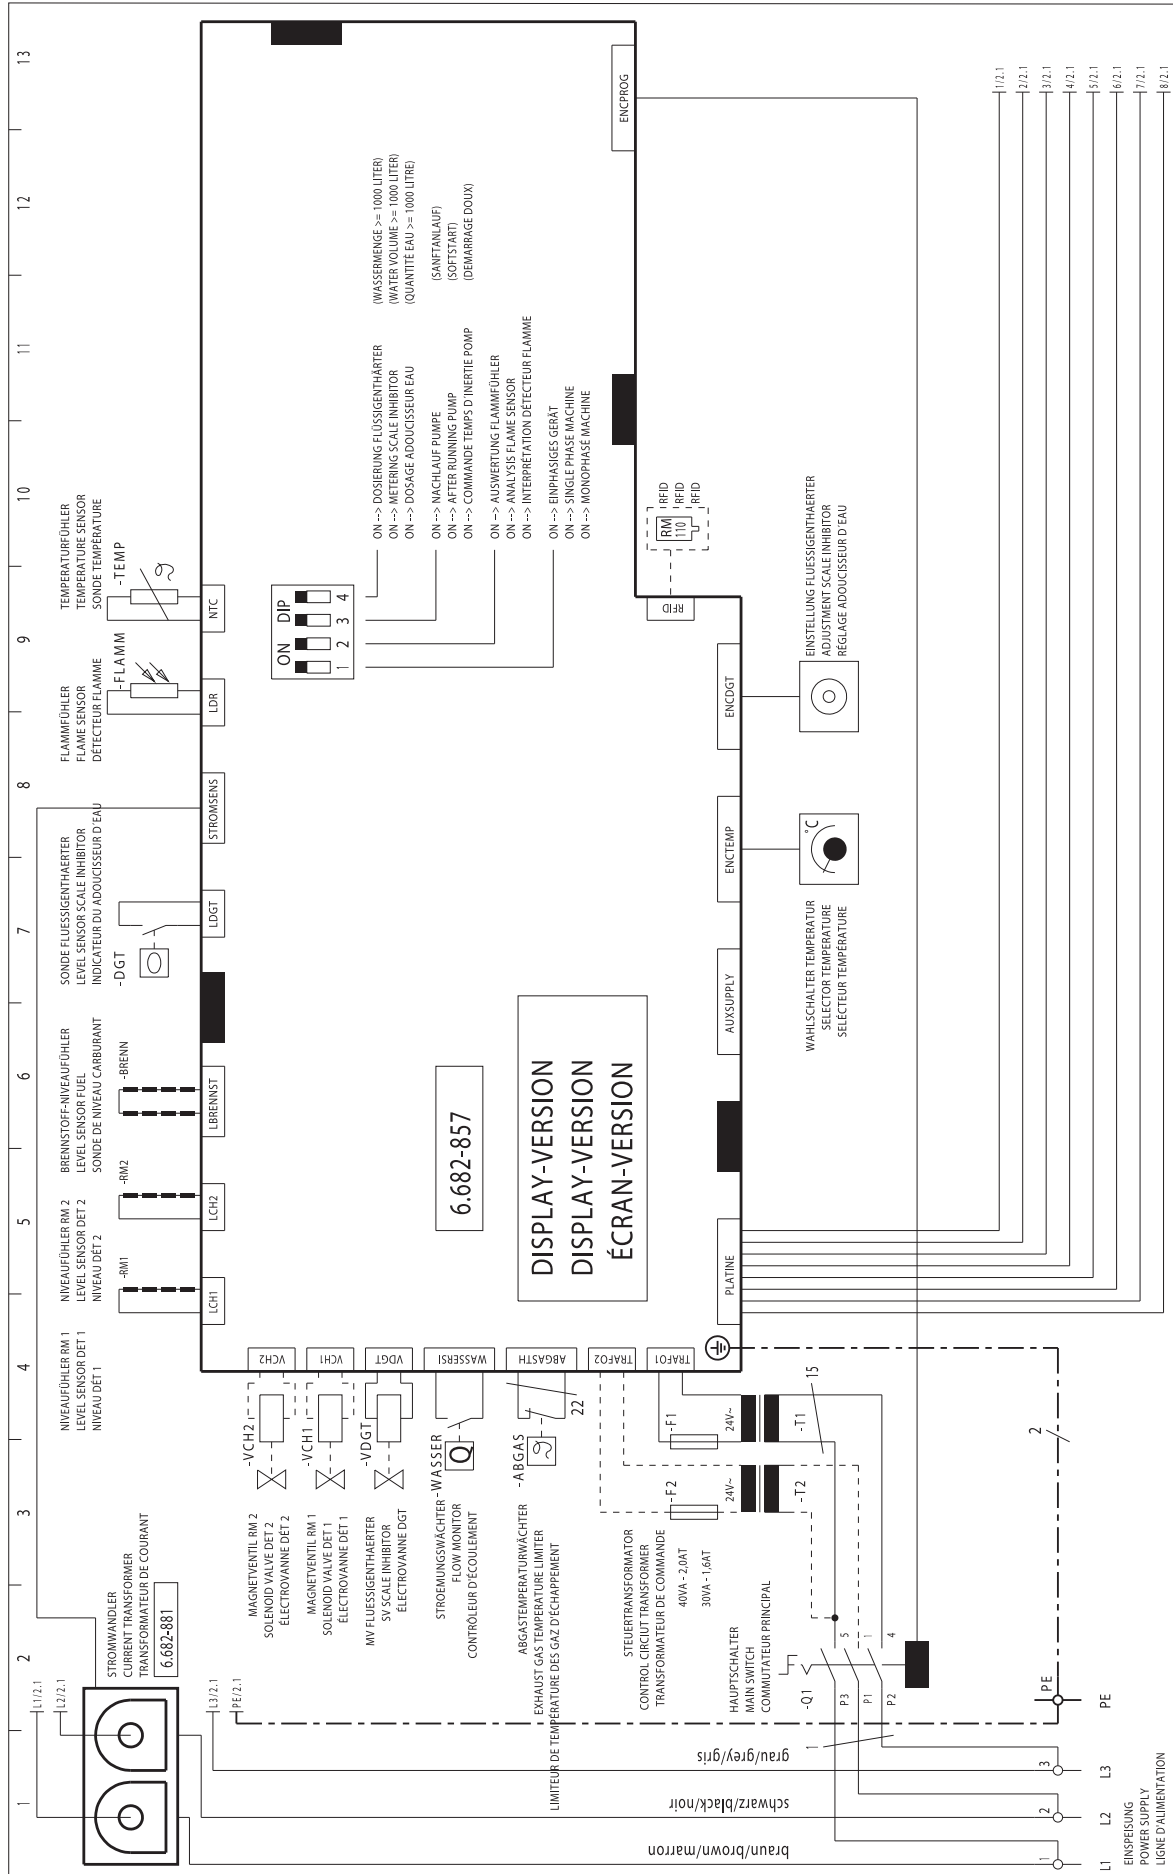 1
2
3
4
5
6
7
8
9
10
11
12
13
STROMWANDLER
CURRENT TRANSFORMER
TRANSFORMATEUR DE COURANT
6.682-881
L1/2.1
L2/2.1
L3/2.1
PE/2.1
NIVEAUFÜHLER RM 1
LEVEL SENSOR DET 1
NIVEAU DÉT 1
-RM1
LCH1
NIVEAUFÜHLER RM 2
LEVEL SENSOR DET 2
NIVEAU DÉT 2
-RM2
LCH2
BRENNSTOFF-NIVEAUFÜHLER
LEVEL SENSOR FUEL
SONDE DE NIVEAU CARBURANT
-BRENN
LBRENNST
SONDE FLUESSIGENTHAERTER
LEVEL SENSOR SCALE INHIBITOR
INDICATEUR DU ADOUCISSEUR D'EAU
-DGT
LDGT
STROMSENS
FLAMMFÜHLER
FLAME SENSOR
DÉTECTEUR FLAMME
-FLAMM
LDR
TEMPERATURFÜHLER
TEMPERATURE SENSOR
SONDE TEMPÉRATURE
-TEMP
NTC
ON DIP
1 2 3 4
ON --> DOSIERUNG FLÜSSIGENTHÄRTER (WASSERMENGE >= 1000 LITER)
ON --> METERING SCALE INHIBITOR (WATER VOLUME >= 1000 LITER)
ON --> DOSAGE ADOUCISSEUR EAU (QUANTITÉ EAU >= 1000 LITRE)
ON --> NACHLAUF PUMPE (SANFTANLAUF)
ON --> AFTER RUNNING PUMP (SOFTSTART)
ON --> COMMANDE TEMPS D'INERTIE POMP (DEMARRAGE DOUX)
ON --> AUSWERTUNG FLAMMFÜHLER
ON --> ANALYSIS FLAME SENSOR
ON --> INTERPRÉTATION DÉTECTEUR FLAMME
ON --> EINPHASIGES GERÄT
ON --> SINGLE PHASE MACHINE
ON --> MONOPHASÉ MACHINE
ENCPROG
RFID
RM
110
RFID
RFID
RFID
6.682-857
DISPLAY-VERSION
DISPLAY-VERSION
ÉCRAN-VERSION
MAGNETVENTIL RM 2
SOLENOID VALVE DET 2
ÉLECTROVANNE DÉT 2
-VCH2
VCH2
MAGNETVENTIL RM 1
SOLENOID VALVE DET 1
ÉLECTROVANNE DÉT 1
-VCH1
VCH1
MV FLUESSIGENTHAERTER
SV SCALE INHIBITOR
ÉLECTROVANNE DGT
-VDGT
VDGT
STROEMUNGSWÄCHTER
FLOW MONITOR
CONTRÔLEUR D'ÉCOULEMENT
-WASSER
Q
WASSERSI
ABGASTEMPERATURWÄCHTER
EXHAUST GAS TEMPERATURE LIMITER
LIMITEUR DE TEMPÉRATURE DES GAZ D'ÉCHAPPEMENT
-ABGAS
22
ABGASTH
STEUERTRANSFORMATOR
CONTROL CIRCIUT TRANSFORMER
TRANSFORMATEUR DE COMMANDE
40VA - 2,0AT
30VA - 1,6AT
-F2
-F1
TRAFO2
TRAFO1
24V~
24V~
-T2
-T1
15
HAUPTSCHALTER
MAIN SWITCH
COMMUTATEUR PRINCIPAL
-Q1
P3 5
P1 1
P2 4
1
2
PLATINE
AUXSUPPLY
ENCTEMP
ENCDGT
WAHLSCHALTER TEMPERATUR
SELECTOR TEMPERATURE
SELÉCTEUR TEMPÉRATURE
°C
EINSTELLUNG FLUESSIGENTHAERTER
ADJUSTMENT SCALE INHIBITOR
RÉGLAGE ADOUCISSEUR D'EAU
braun/brown/marron
schwarz/black/noir
grau/grey/gris
1
2
3
PE
L1
L2
L3
PE
EINSPEISUNG
POWER SUPPLY
LIGNE D'ALIMENTATION
1/2.1
2/2.1
3/2.1
4/2.1
5/2.1
6/2.1
7/2.1
8/2.1